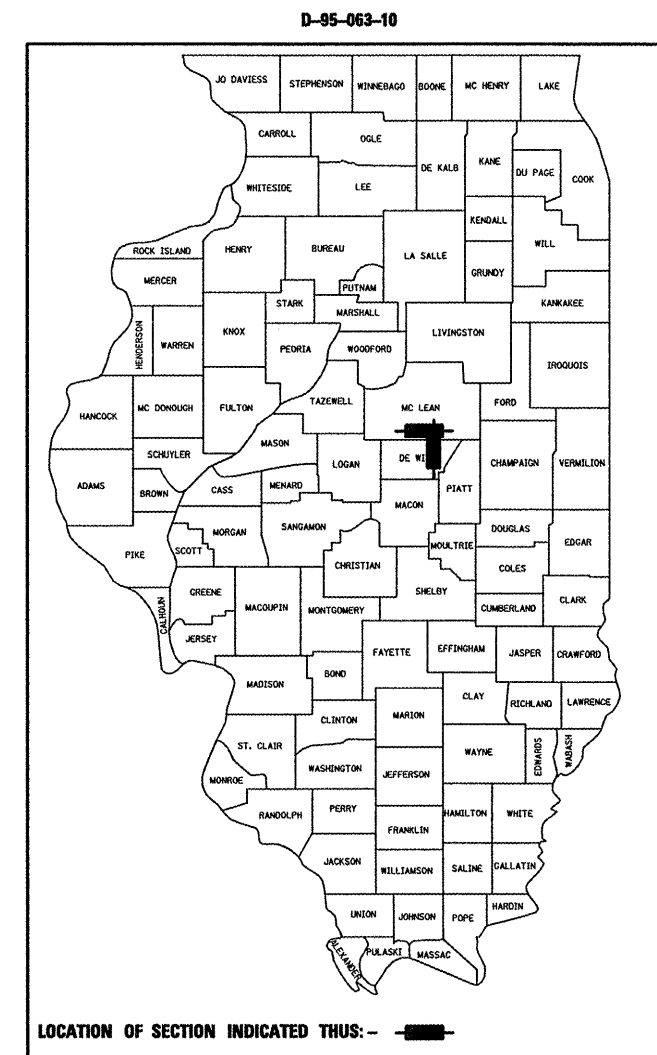 D-95-063-10
JO DAVIESS STEPHENSON WINNEBAGO BOONE MC HENRY LAKE
CARROLL OGLE DE KALB KANE DU PAGE COOK
WHITESIDE LEE
KENDALL
ROCK ISLAND HENRY BUREAU LA SALLE WILL
MERCER PUTNAM GRUNDY
STARK MARSHALL KANKAKEE
HENDERSON WARREN KNOX PEORIA WOODFORD LIVINGSTON
IROQUOIS
HANCOCK MC DONOUGH FULTON TAZEWELL MC LEAN FORD
SCHUYLER MASON LOGAN DE WI CHAMPAIGN VERMILION
ADAMS BROWN CASS MENARD PIATT
MACON
MORGAN SANGAMON DOUGLAS
PIKE SCOTT CHRISTIAN MOULTRIE EDGAR
COLES
GREENE MACOUPIN MONTGOMERY SHELBY CUMBERLAND CLARK
CALHOUN JERSEY
FAYETTE EFFINGHAM JASPER CRAWFORD
MADISON BOND
CLAY RICHLAND LAWRENCE
CLINTON MARION
ST. CLAIR WAYNE EDWARDS WABASH
MONROE WASHINGTON JEFFERSON
RANDOLPH PERRY HAMILTON WHITE
FRANKLIN
JACKSON WILLIAMSON SALINE GALLATIN
UNION JOHNSON POPE HARDIN
ALEXANDER PULASKI MASSAC
LOCATION OF SECTION INDICATED THUS: -